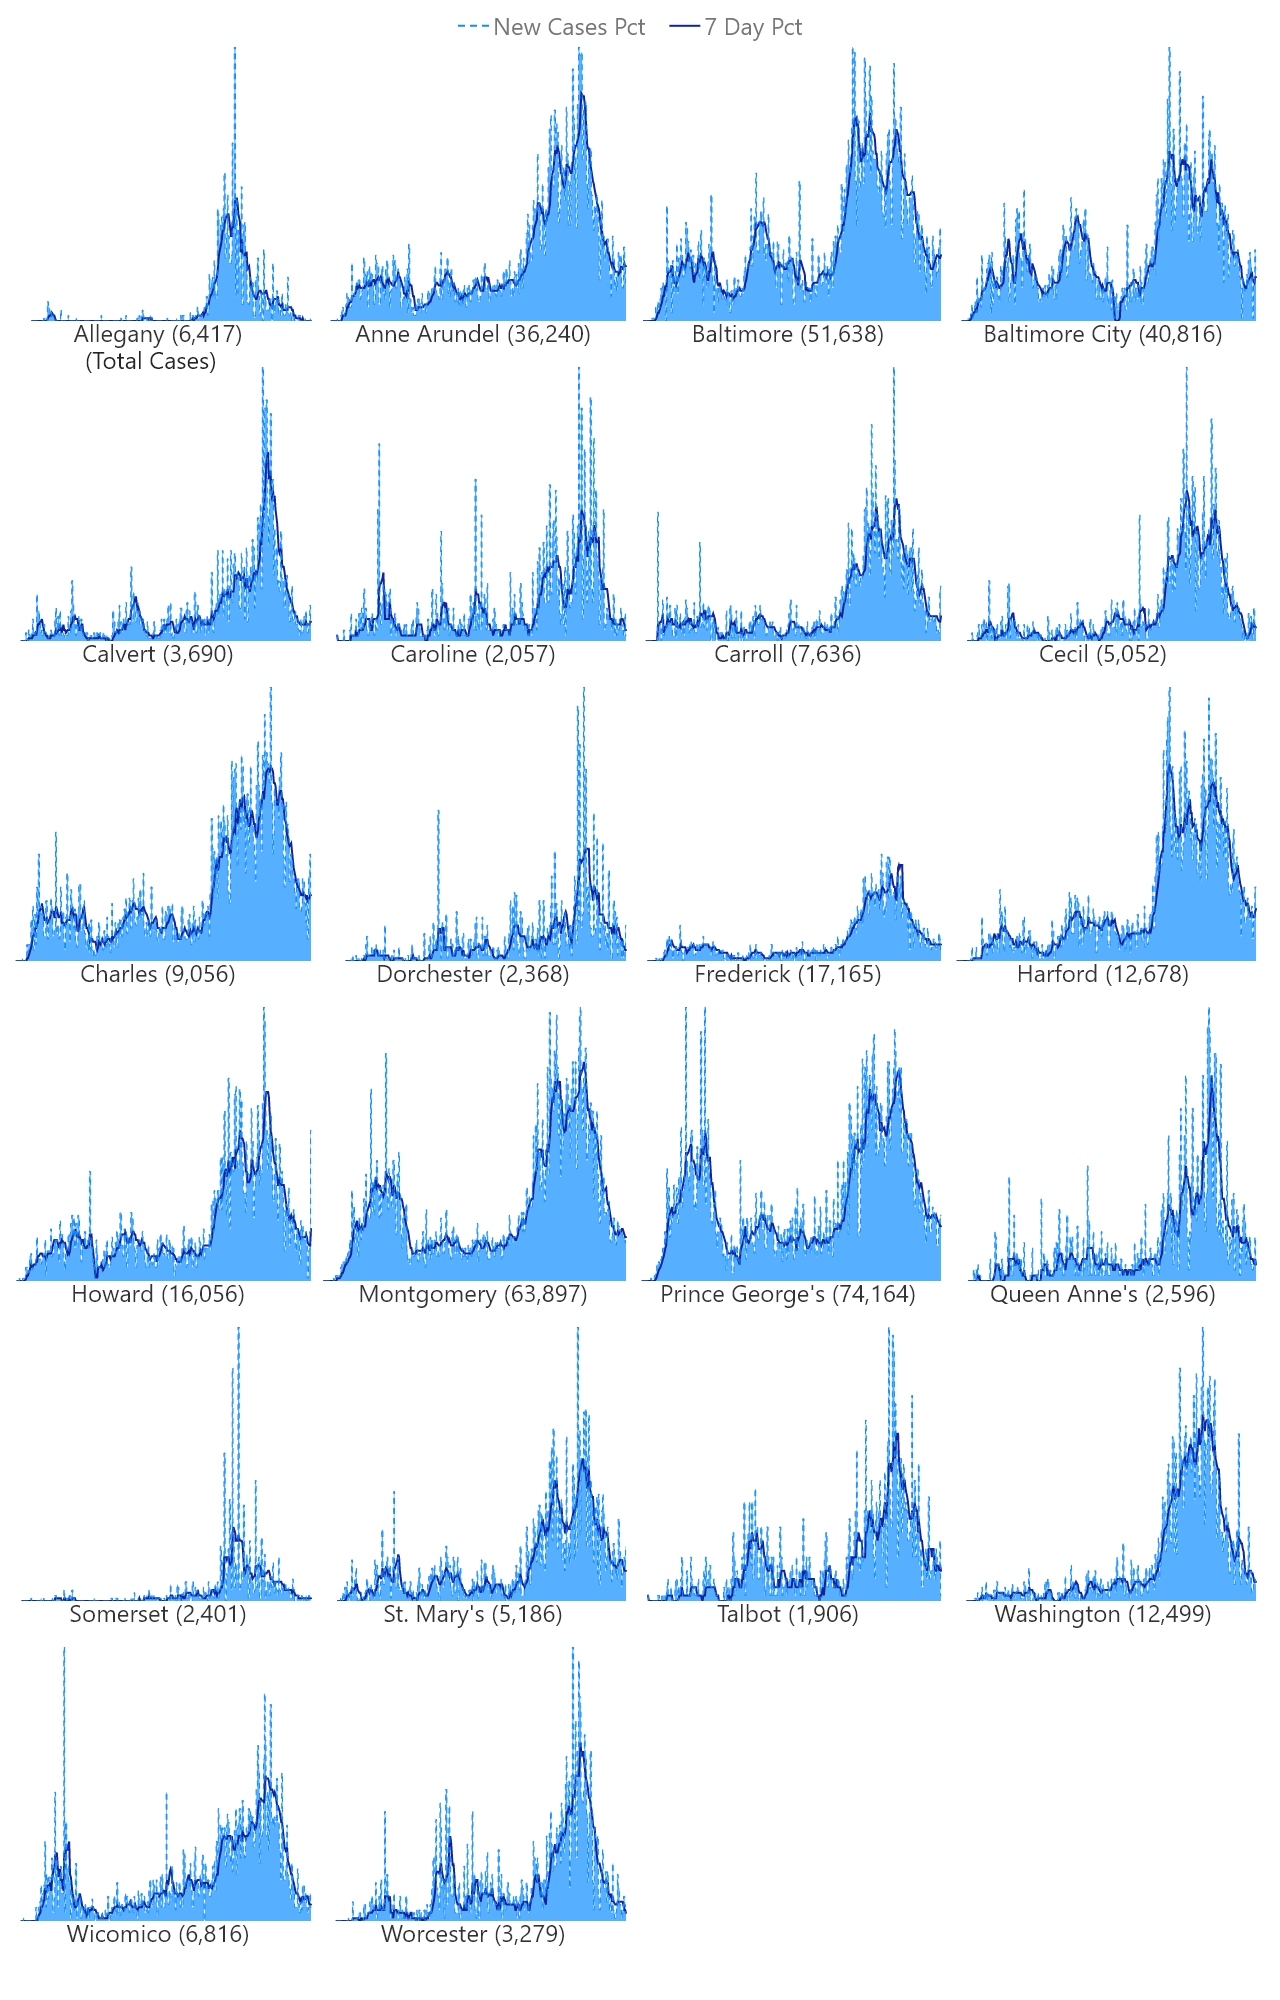 New Cases Pct 7 Day Pct
Allegany (6,417)
(Total Cases)
Anne Arundel (36,240)
Baltimore (51,638)
Baltimore City (40,816)
Calvert (3,690)
Caroline (2,057)
Carroll (7,636)
Cecil (5,052)
Charles (9,056)
Dorchester (2,368)
Frederick (17,165)
Harford (12,678)
Howard (16,056)
Montgomery (63,897)
Prince George's (74,164)
Queen Anne's (2,596)
Somerset (2,401)
St. Mary's (5,186)
Talbot (1,906)
Washington (12,499)
Wicomico (6,816)
Worcester (3,279)